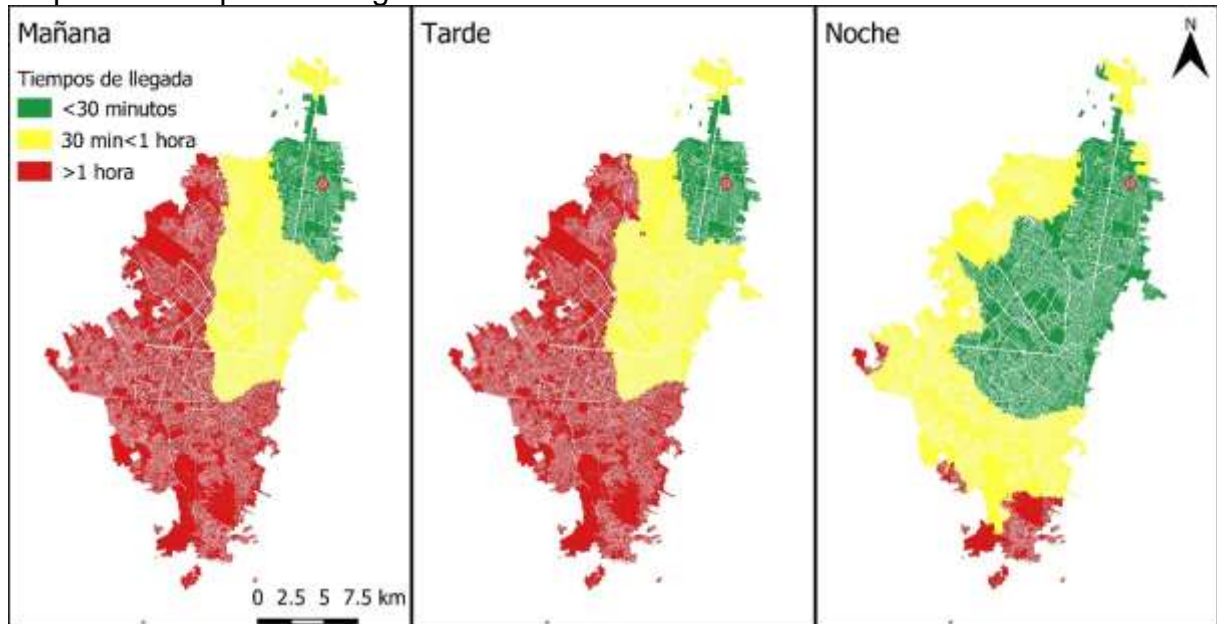 Mañana
Tiempos de llegada
<30 minutos
30 min<1 hora
>1 hora
0 2.5 5 7.5 km
Tarde
Noche
N